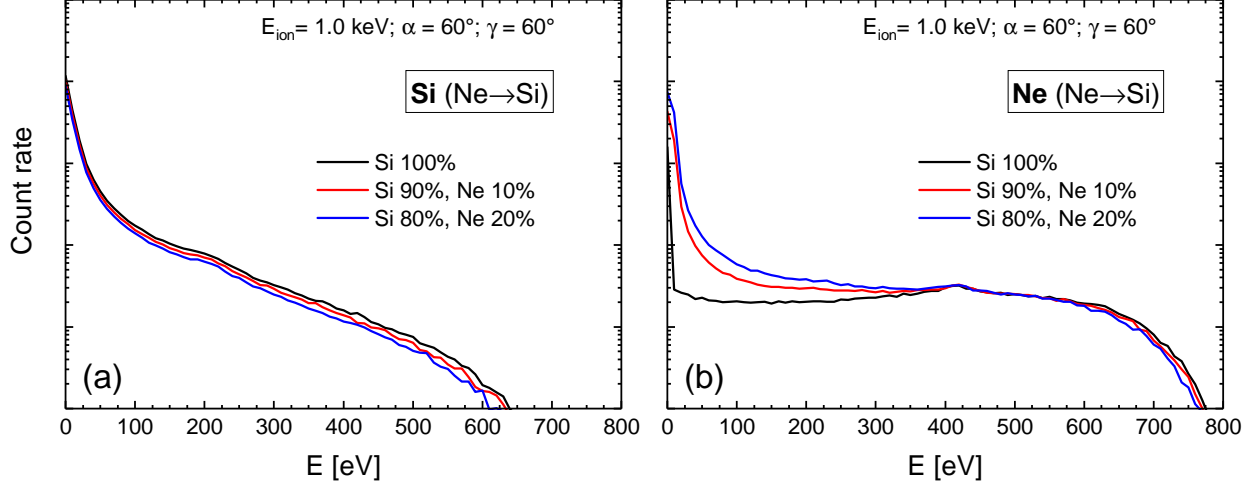 E_ion= 1.0 keV; α = 60°; γ = 60°
Si (Ne→Si)
Si 100%
Si 90%, Ne 10%
Si 80%, Ne 20%
Count rate
(a)
0 100 200 300 400 500 600 700 800
E [eV]
E_ion= 1.0 keV; α = 60°; γ = 60°
Ne (Ne→Si)
Si 100%
Si 90%, Ne 10%
Si 80%, Ne 20%
(b)
0 100 200 300 400 500 600 700 800
E [eV]